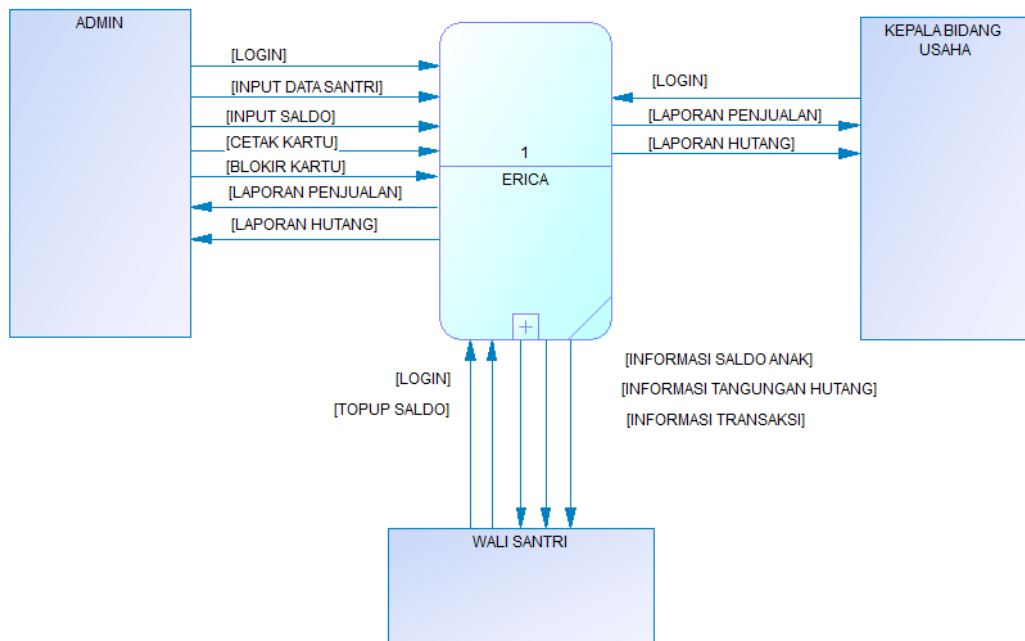 ADMIN
[LOGIN]
[INPUT DATA SANTRI]
[INPUT SALDO]
[CETAK KARTU]
[BLOKIR KARTU]
[LAPORAN PENJUALAN]
[LAPORAN HUTANG]
1
ERICA
KEPALA BIDANG
USAHA
[LOGIN]
[LAPORAN PENJUALAN]
[LAPORAN HUTANG]
[LOGIN]
[TOPUP SALDO]
[INFORMASI SALDO ANAK]
[INFORMASI TANGUNGAN HUTANG]
[INFORMASI TRANSAKSI]
WALI SANTRI